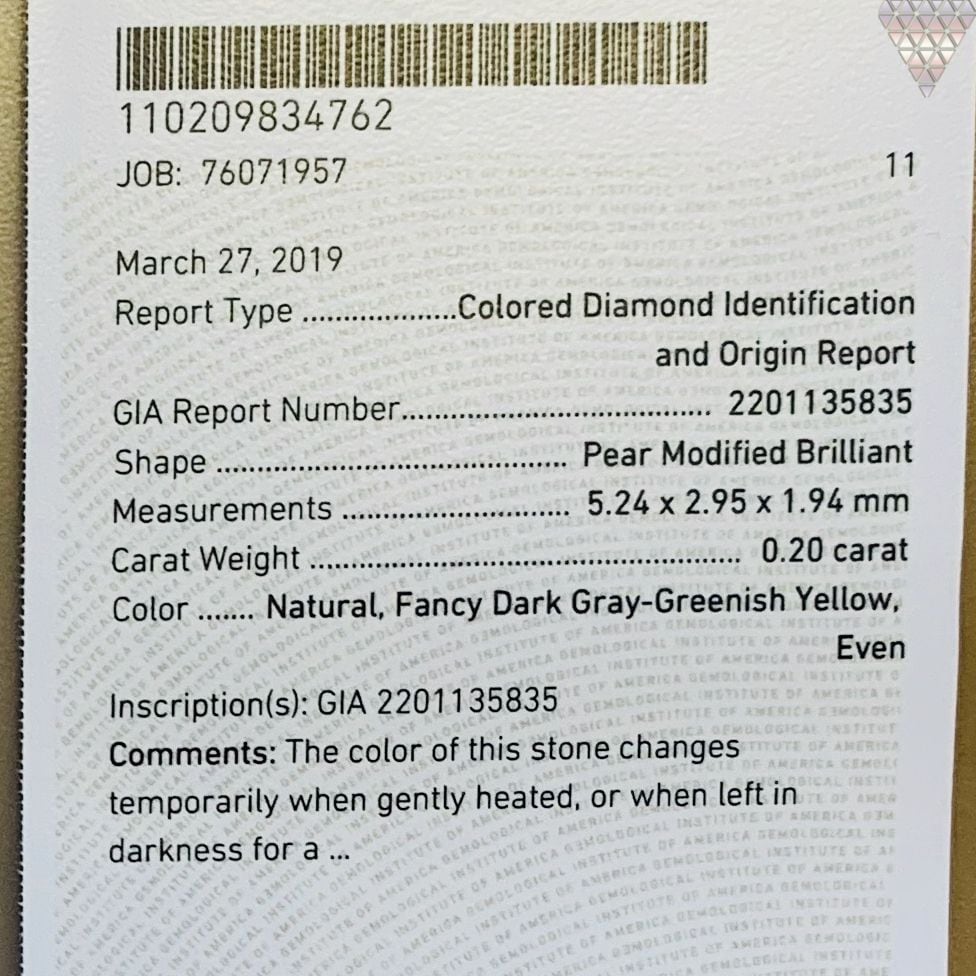 110209834762
JOB: 76071957
11
March 27, 2019
Report Type ...................Colored Diamond Identification
and Origin Report
GIA Report Number....................................... 2201135835
Shape ............................................ Pear Modified Brilliant
Measurements ............................ 5.24 x 2.95 x 1.94 mm
Carat Weight ...................................................... 0.20 carat
Color ....... Natural, Fancy Dark Gray-Greenish Yellow,
Even
Inscription(s): GIA 2201135835
Comments: The color of this stone changes
temporarily when gently heated, or when left in
darkness for a ...